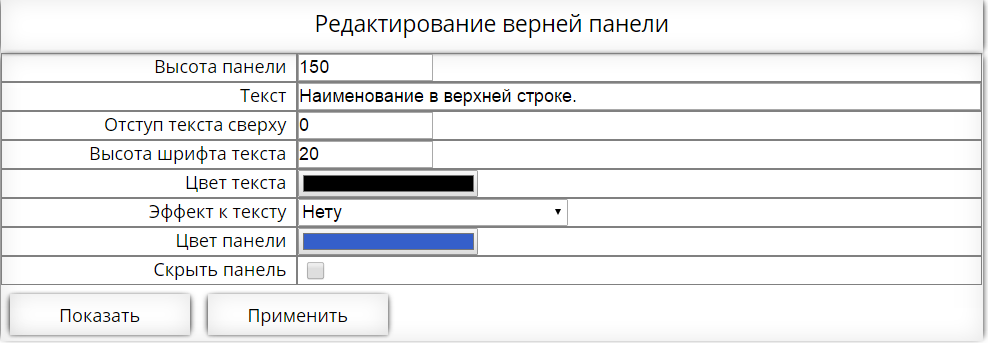 Редактирование верней панели
Высота панели 150
Текст Наименование в верхней строке.
Отступ текста сверху 0
Высота шрифта текста 20
Цвет текста
Эффект к тексту Нету
Цвет панели
Скрыть панель
Показать Применить